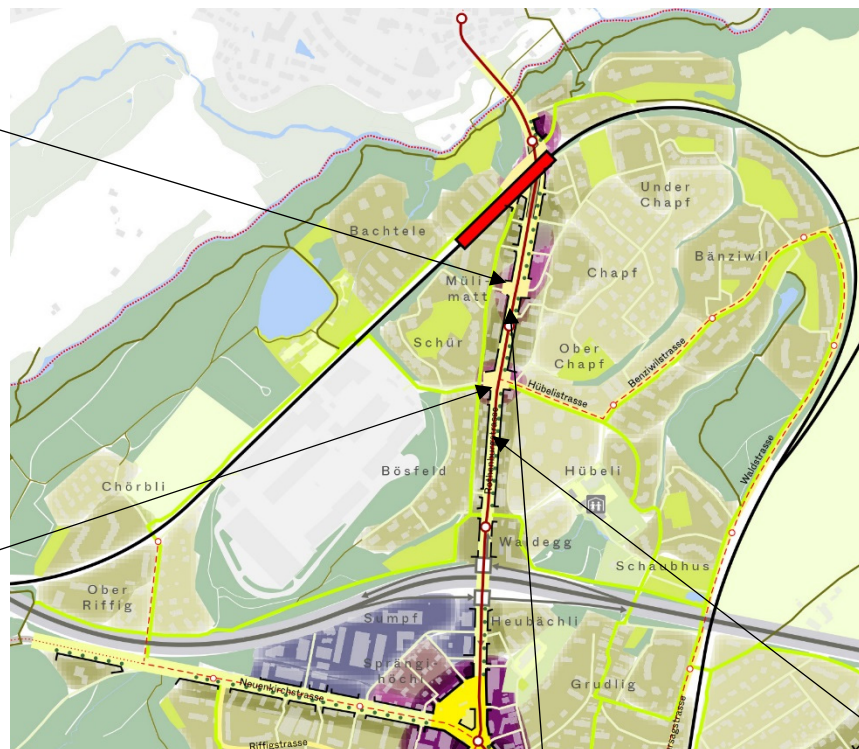 Under
Chapf
Bachtele
Bänziwil
Chapf
Müli-
matt
Schür
Ober
Chapf
Benziwilstrasse
Hübelistrasse
Waldstrasse
Bösfeld
Hübeli
Chörbli
Waldegg
Schaubhus
Ober
Riffig
Sumpf
Heubächli
Sprängi-
höchi
Grudlig
Neuenkirchstrasse
Riffigstrasse